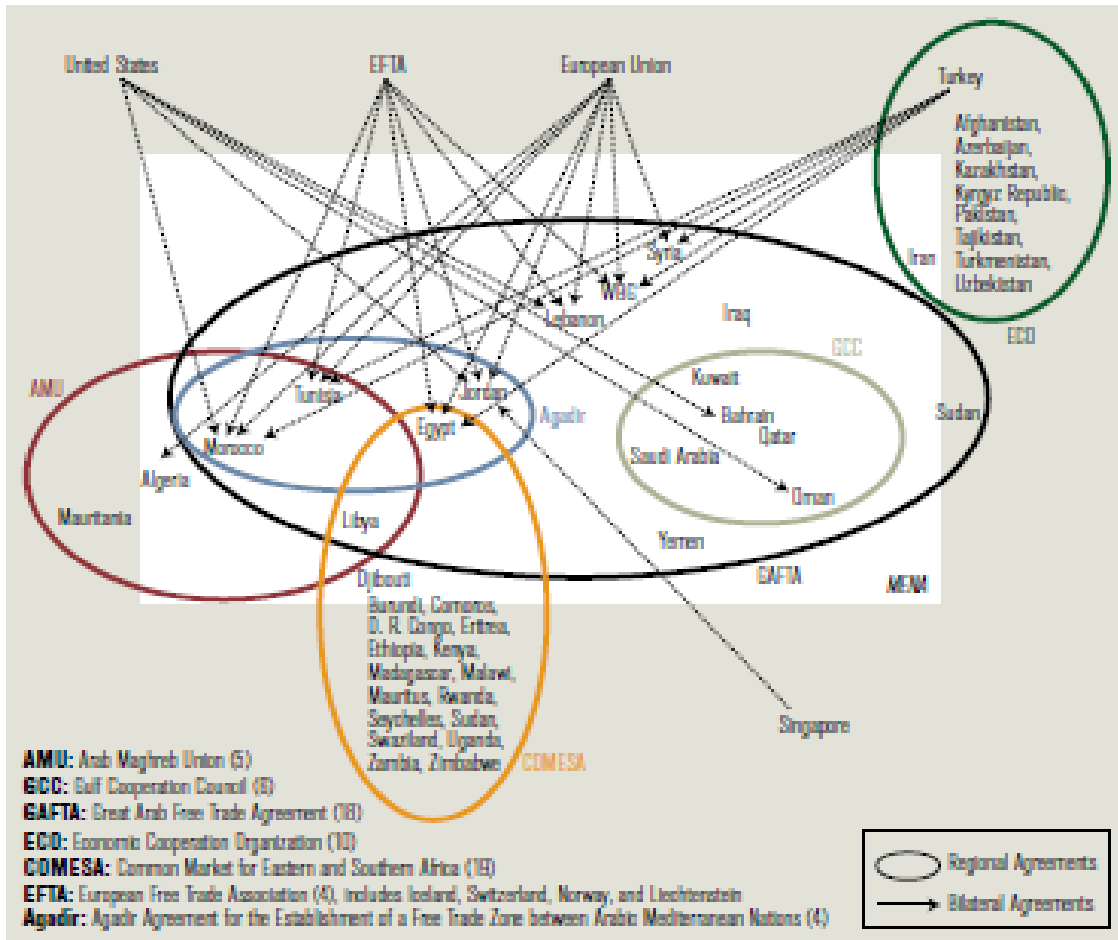 United States
EFTA
European Union
Turkey
Afghanistan,
Azerbaijan,
Kazakhstan,
Kyrgyz Republic,
Pakistan,
Tajikistan,
Turkmenistan,
Uzbekistan
Iran
ECO
Syria
WBG
Lebanon
Iraq
GCC
Kuwait
Bahrain
Qatar
Saudi Arabia
Oman
Sudan
AMU
Tunisia
Jordan
Agadir
Egypt
Morocco
Algeria
Mauritania
Libya
Yemen
GAFTA
MENA
Djibouti
Burundi, Comoros,
D. R. Congo, Eritrea,
Ethiopia, Kenya,
Madagascar, Malawi,
Mauritus, Rwanda,
Seychelles, Sudan,
Swaziland, Uganda,
Zambia, Zimbabwe
COMESA
Singapore
AMU: Arab Maghreb Union (5)
GCC: Gulf Cooperation Council (6)
GAFTA: Great Arab Free Trade Agreement (18)
ECO: Economic Cooperation Organization (10)
COMESA: Common Market for Eastern and Southern Africa (19)
EFTA: European Free Trade Association (4), includes Iceland, Switzerland, Norway, and Liechtenstein
Agadir: Agadir Agreement for the Establishment of a Free Trade Zone between Arabic Mediterranean Nations (4)
Regional Agreements
Bilateral Agreements